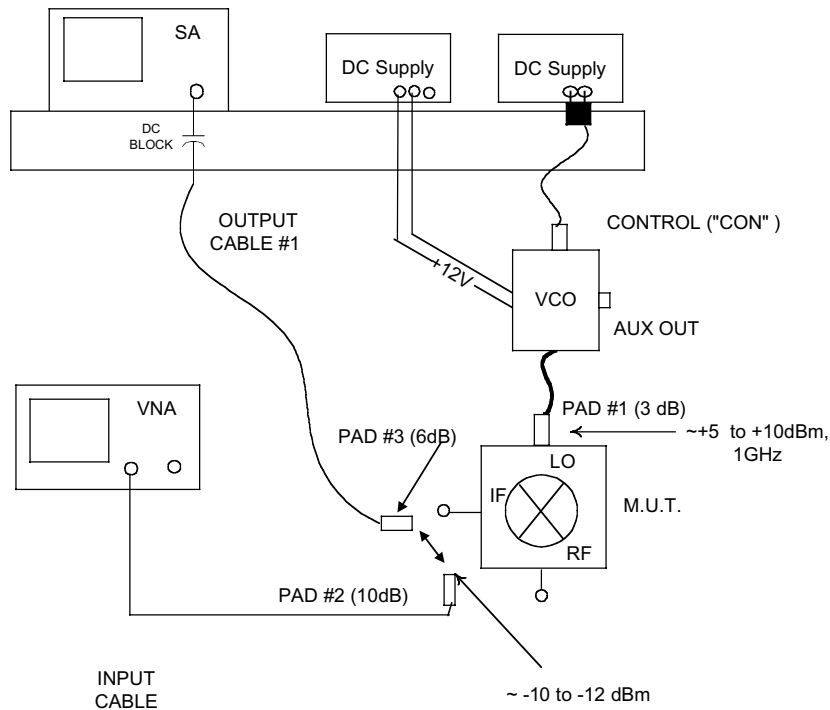 SA
DC Supply
DC Supply
DC
BLOCK
OUTPUT
CABLE #1
CONTROL ("CON" )
+12V
VCO
AUX OUT
VNA
PAD #1 (3 dB)
PAD #3 (6dB)
~+5 to +10dBm,
1GHz
LO
IF
M.U.T.
RF
PAD #2 (10dB)
INPUT
CABLE
~ -10 to -12 dBm